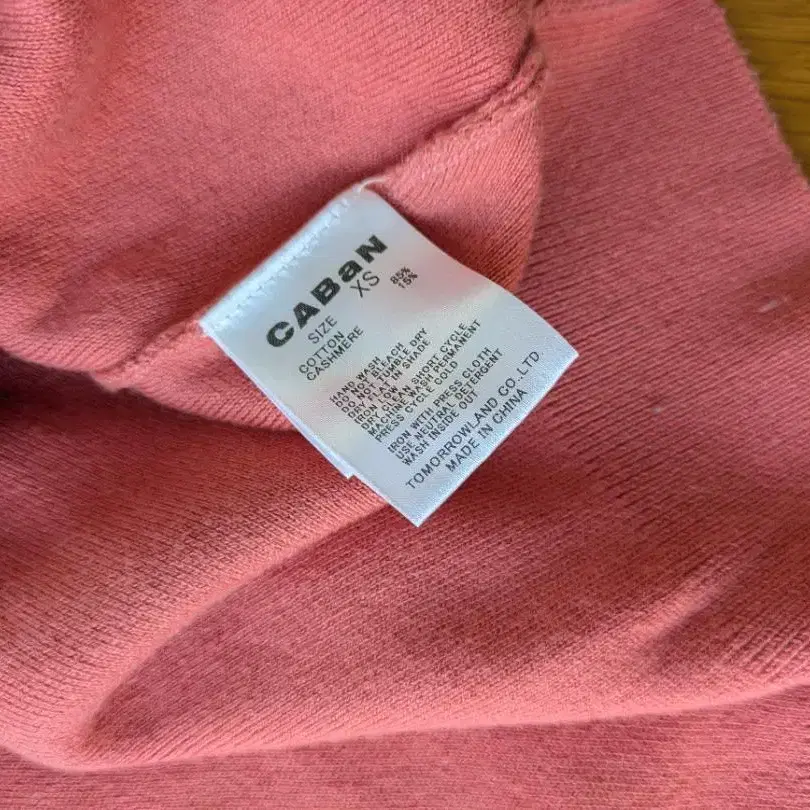 CABaN
SIZE XS
COTTON 85%
CASHMERE 15%
HAND WASH
DO NOT BLEACH
DO NOT TUMBLE DRY
DRY FLAT IN SHADE
IRON LOW
DRY CLEAN SHORT CYCLE
MACHINE WASH PERMANENT
PRESS CYCLE COLD
IRON WITH PRESS CLOTH
USE NEUTRAL DETERGENT
WASH INSIDE OUT
TOMORROWLAND CO.,LTD
MADE IN CHINA